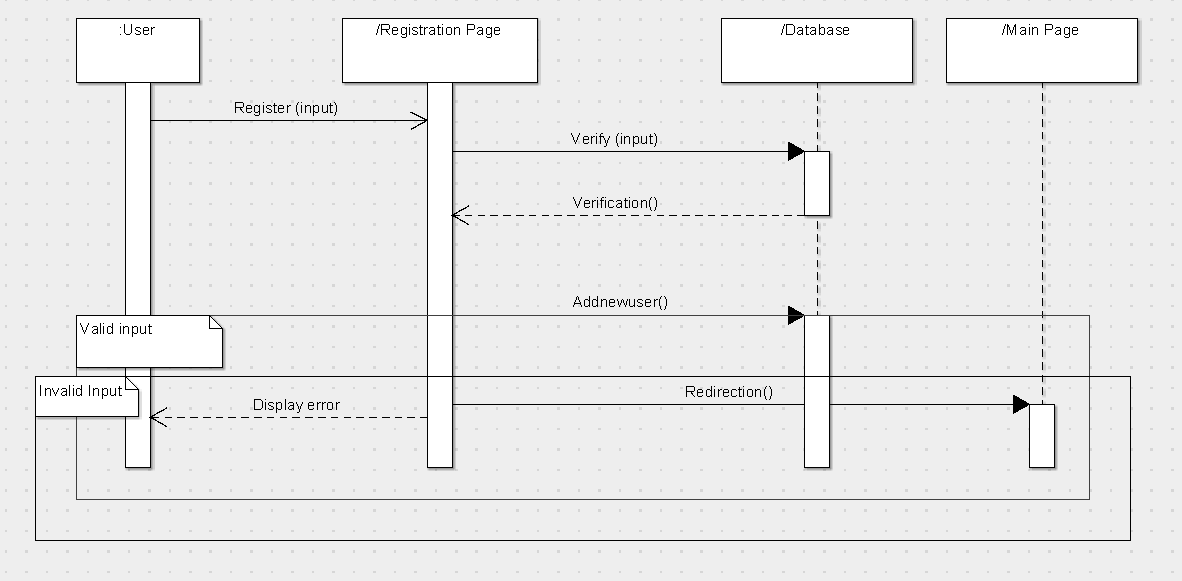 :User
/Registration Page
/Database
/Main Page
Register (input)
Verify (input)
Verification()
Addnewuser()
Valid input
Invalid Input
Redirection()
Display error